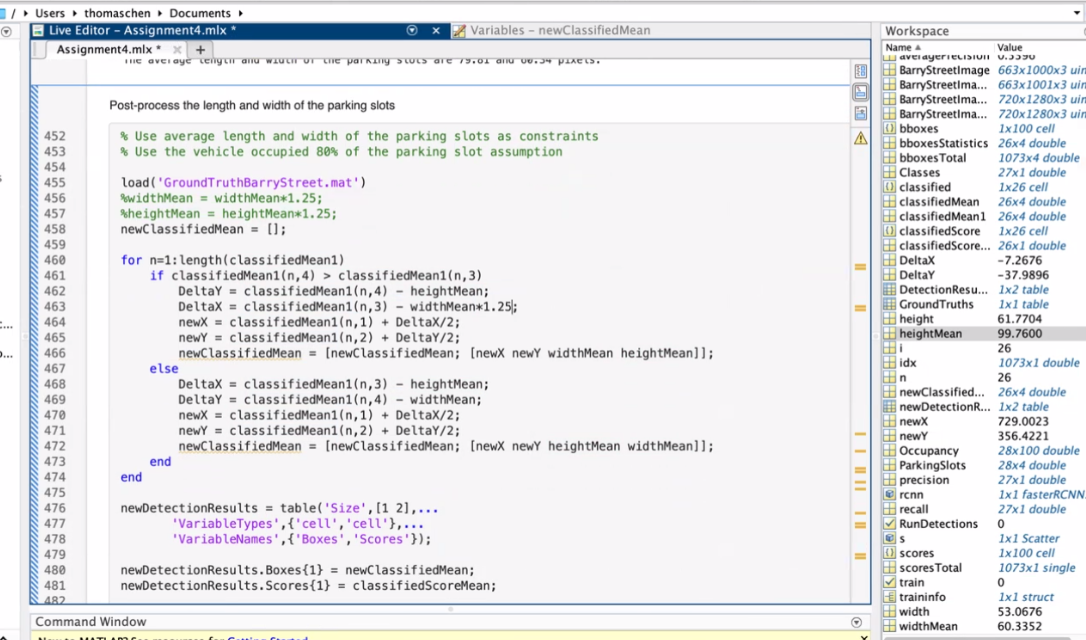 / ▸ Users ▸ thomaschen ▸ Documents ▸
Live Editor – Assignment4.mlx *
Variables – newClassifiedMean
Assignment4.mlx *
The average length and width of the parking slots are 79.81 and 60.34 pixels.
Post-process the length and width of the parking slots
452 % Use average length and width of the parking slots as constraints
453 % Use the vehicle occupied 80% of the parking slot assumption
454
455 load('GroundTruthBarryStreet.mat')
456 %widthMean = widthMean*1.25;
457 %heightMean = heightMean*1.25;
458 newClassifiedMean = [];
459
460 for n=1:length(classifiedMean1)
461 if classifiedMean1(n,4) > classifiedMean1(n,3)
462 DeltaY = classifiedMean1(n,4) - heightMean;
463 DeltaX = classifiedMean1(n,3) - widthMean*1.25;
464 newX = classifiedMean1(n,1) + DeltaX/2;
465 newY = classifiedMean1(n,2) + DeltaY/2;
466 newClassifiedMean = [newClassifiedMean; [newX newY widthMean heightMean]];
467 else
468 DeltaX = classifiedMean1(n,3) - heightMean;
469 DeltaY = classifiedMean1(n,4) - widthMean;
470 newX = classifiedMean1(n,1) + DeltaX/2;
471 newY = classifiedMean1(n,2) + DeltaY/2;
472 newClassifiedMean = [newClassifiedMean; [newX newY heightMean widthMean]];
473 end
474 end
475
476 newDetectionResults = table('Size',[1 2],...
477 'VariableTypes',{'cell','cell'},...
478 'VariableNames',{'Boxes','Scores'});
479
480 newDetectionResults.Boxes{1} = newClassifiedMean;
481 newDetectionResults.Scores{1} = classifiedScoreMean;
482
Command Window
New to MATLAB? See resources for Getting Started.
Workspace
Name Value
averagePrecision 0.5396
BarryStreetImage 663x1000x3 uin
BarryStreetIma... 663x1001x3 uin
BarryStreetIma... 720x1280x3 uin
BarryStreetIma... 720x1280x3 uin
bboxes 1x100 cell
bboxesStatistics 26x4 double
bboxesTotal 1073x4 double
Classes 27x1 double
classified 1x26 cell
classifiedMean 26x4 double
classifiedMean1 26x4 double
classifiedScore 1x26 cell
classifiedScore... 26x1 double
DeltaX -7.2676
DeltaY -37.9896
DetectionResu... 1x2 table
GroundTruths 1x1 table
height 61.7704
heightMean 99.7600
i 26
idx 1073x1 double
n 26
newClassified... 26x4 double
newDetectionR... 1x2 table
newX 729.0023
newY 356.4221
Occupancy 28x100 double
ParkingSlots 28x4 double
precision 27x1 double
rcnn 1x1 fasterRCNN
recall 27x1 double
RunDetections 0
s 1x1 Scatter
scores 1x100 cell
scoresTotal 1073x1 single
train 0
traininfo 1x1 struct
width 53.0676
widthMean 60.3352